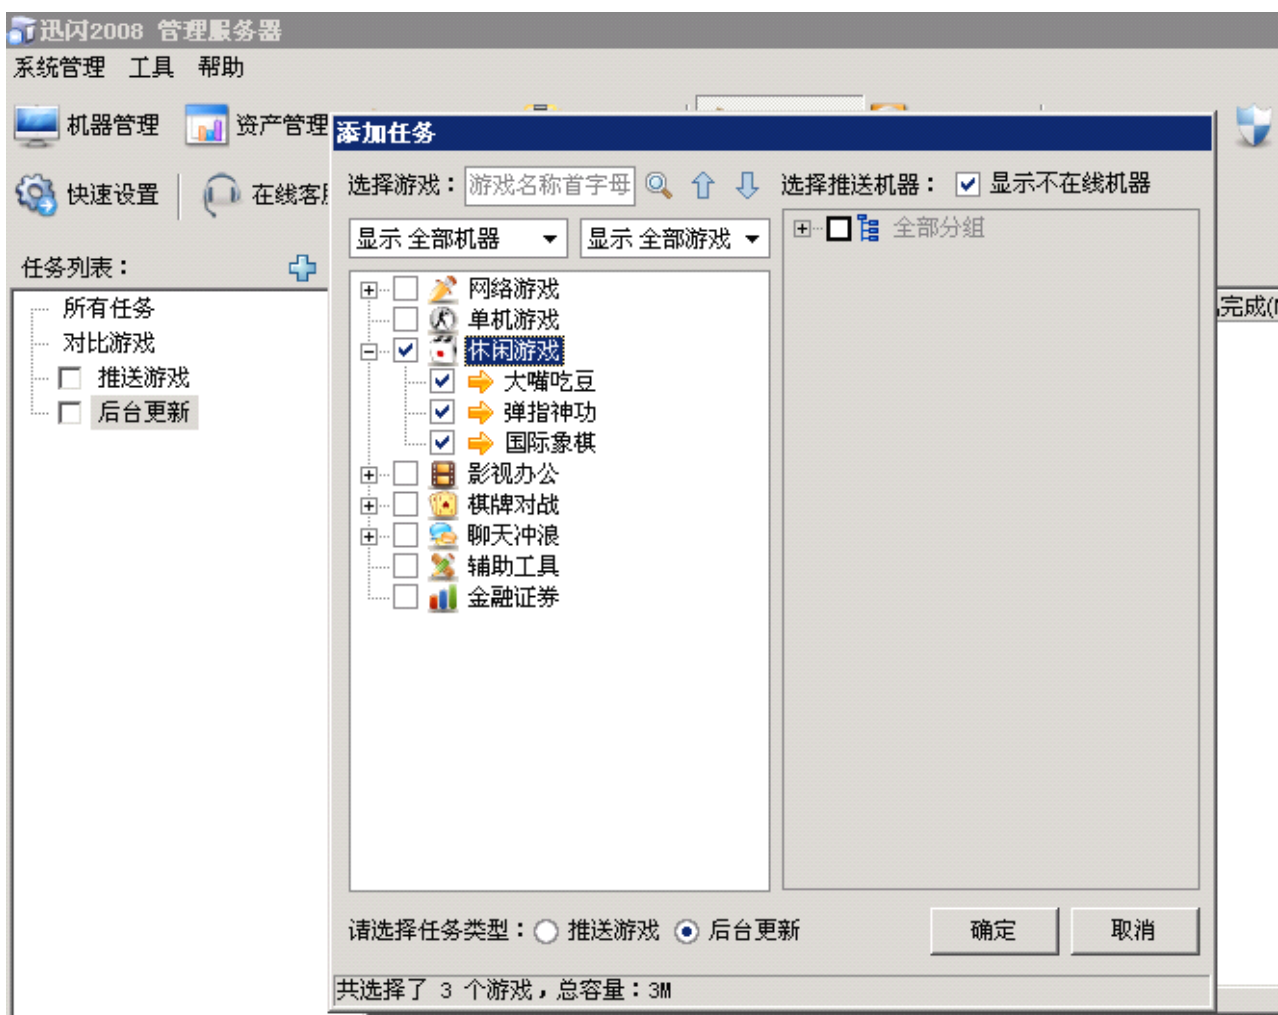 迅闪2008 管理服务器
系统管理 工具 帮助
机器管理 资产管理
添加任务
快速设置 在线客服
选择游戏： 游戏名称首字母 选择推送机器： 显示不在线机器
显示 全部机器 显示 全部游戏 全部分组
任务列表：
所有任务
对比游戏
推送游戏
后台更新
完成(M
网络游戏
单机游戏
休闲游戏
大嘴吃豆
弹指神功
国际象棋
影视办公
棋牌对战
聊天冲浪
辅助工具
金融证券
请选择任务类型： 推送游戏 后台更新 确定 取消
共选择了 3 个游戏，总容量：3M